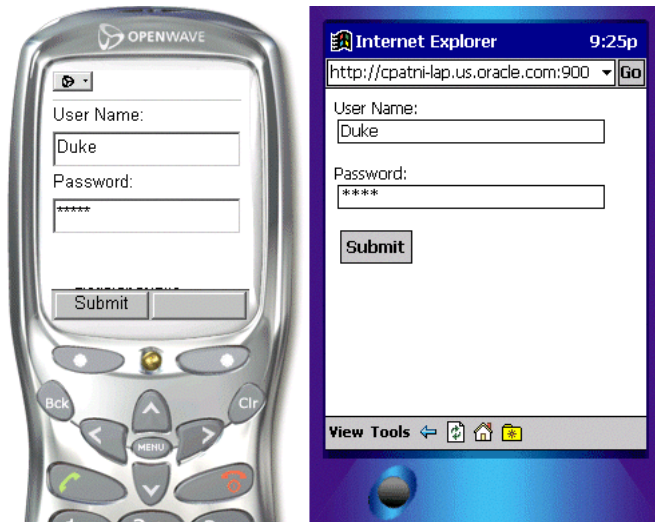 OPENWAVE
User Name:
Duke
Password:
*****
Submit
Bck
Clr
MENU
Internet Explorer 9:25p
http://cpatni-lap.us.oracle.com:900 Go
User Name:
Duke
Password:
****
Submit
View Tools